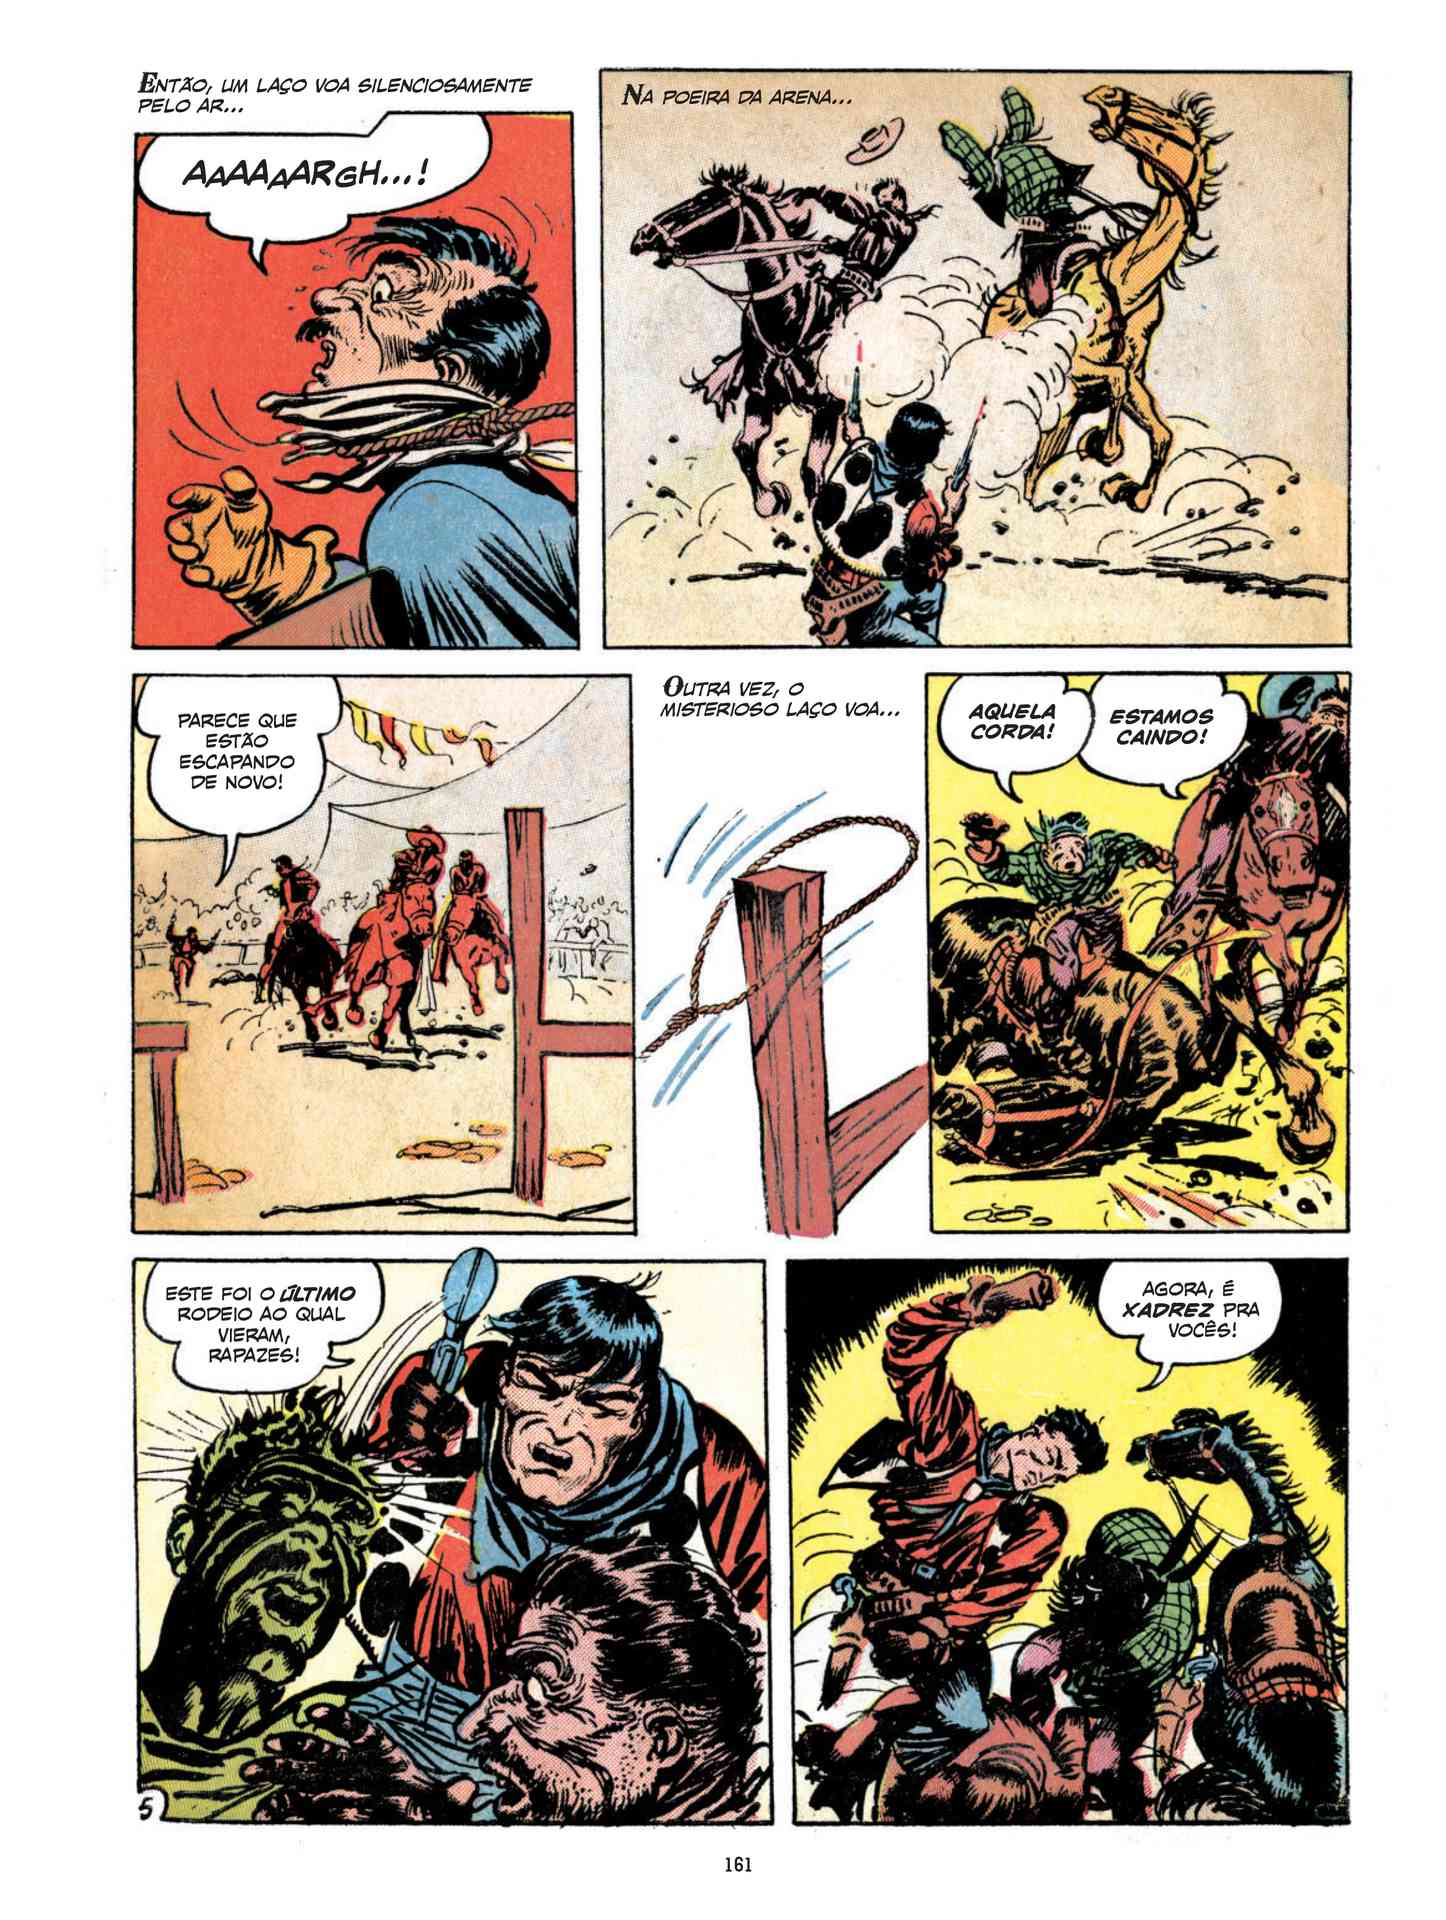 Então, um laço voa silenciosamente
pelo ar...
AAAAAARGH...!
Na poeira da arena...
Parece que
estão
escapando
de novo!
Outra vez, o
misterioso laço voa...
Aquela
corda!
Estamos
caindo!
Este foi o último
rodeio ao qual
vieram,
rapazes!
Agora, é
xadrez pra
vocês!
5
161